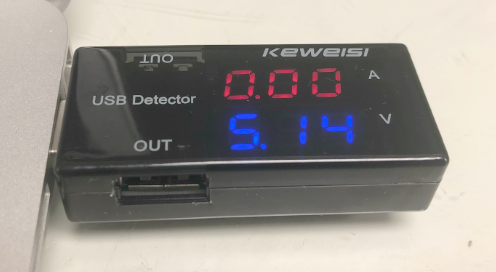 OUT
KEWEISI
USB Detector
0.00 A
5.14 V
OUT